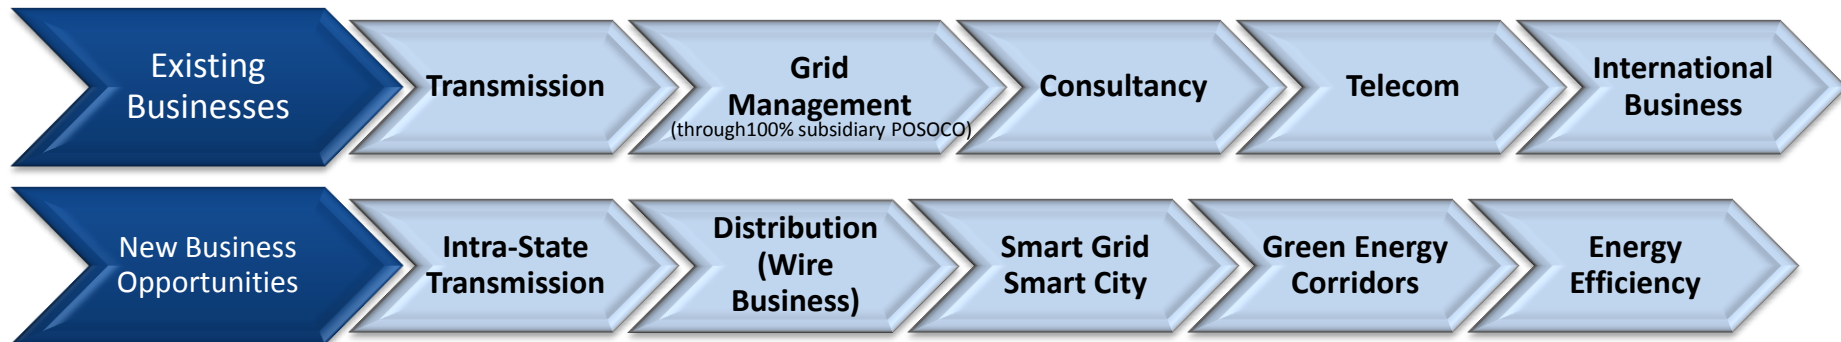 Existing
Businesses
Transmission
Grid
Management
(through100% subsidiary POSOCO)
Consultancy
Telecom
International
Business
New Business
Opportunities
Intra-State
Transmission
Distribution
(Wire
Business)
Smart Grid
Smart City
Green Energy
Corridors
Energy
Efficiency